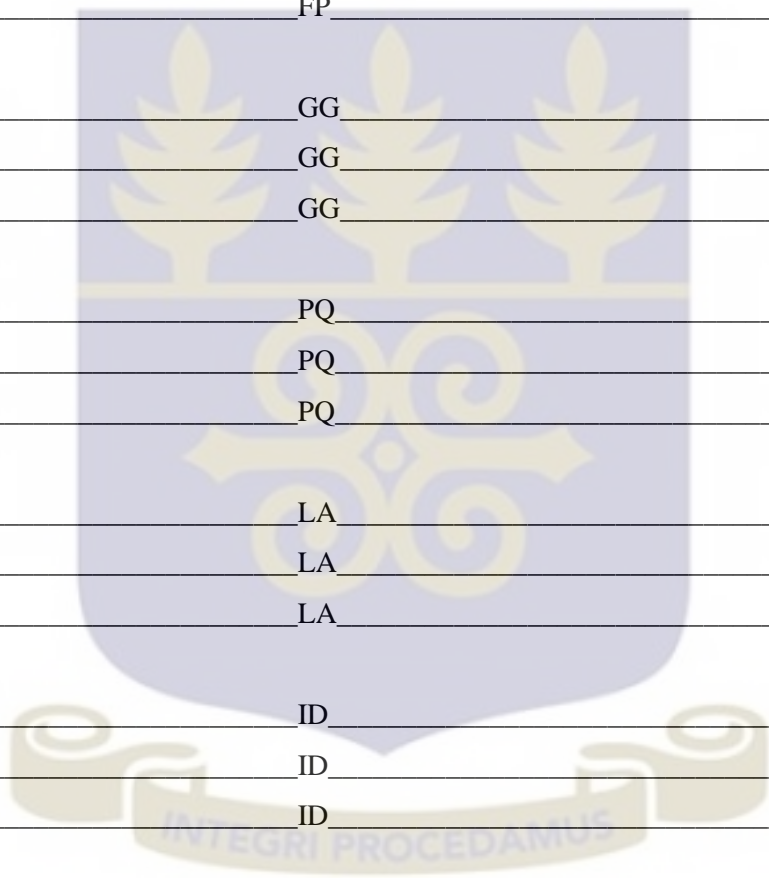 FP
GG
GG
GG
PQ
PQ
PQ
LA
LA
LA
ID
ID
ID
INTEGRI PROCEDAMUS